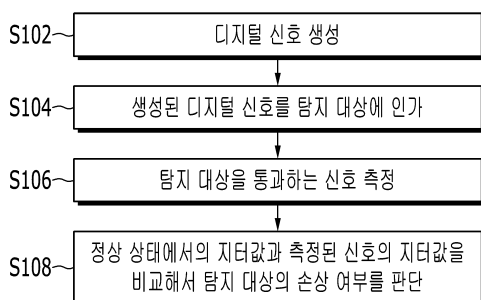 S102 디지털 신호 생성
S104 생성된 디지털 신호를 탐지 대상에 인가
S106 탐지 대상을 통과하는 신호 측정
S108 정상 상태에서의 지터값과 측정된 신호의 지터값을
비교해서 탐지 대상의 손상 여부를 판단